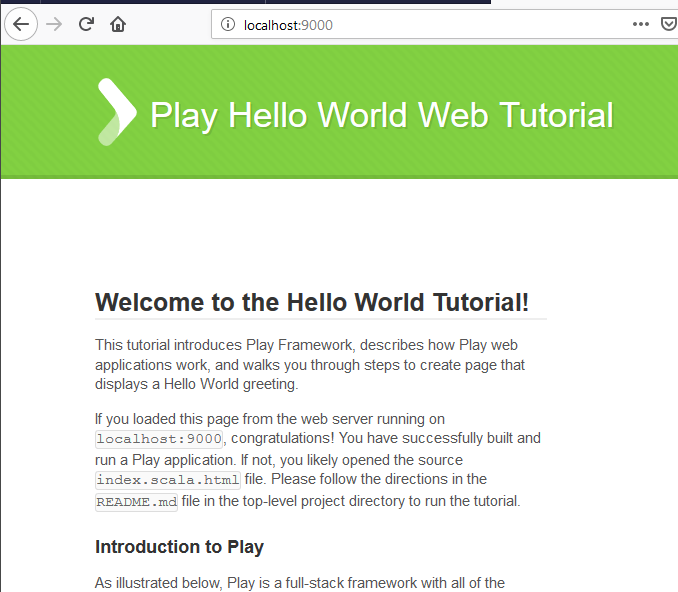 localhost:9000
Play Hello World Web Tutorial
Welcome to the Hello World Tutorial!
This tutorial introduces Play Framework, describes how Play web
applications work, and walks you through steps to create page that
displays a Hello World greeting.
If you loaded this page from the web server running on
localhost:9000, congratulations! You have successfully built and
run a Play application. If not, you likely opened the source
index.scala.html file. Please follow the directions in the
README.md file in the top-level project directory to run the tutorial.
Introduction to Play
As illustrated below, Play is a full-stack framework with all of the